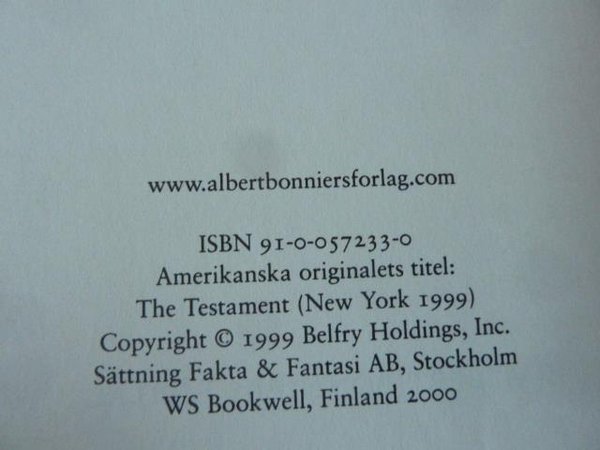 www.albertbonniersforlag.com
ISBN 91-0-057233-0
Amerikanska originalets titel:
The Testament (New York 1999)
Copyright © 1999 Belfry Holdings, Inc.
Sättning Fakta & Fantasi AB, Stockholm
WS Bookwell, Finland 2000